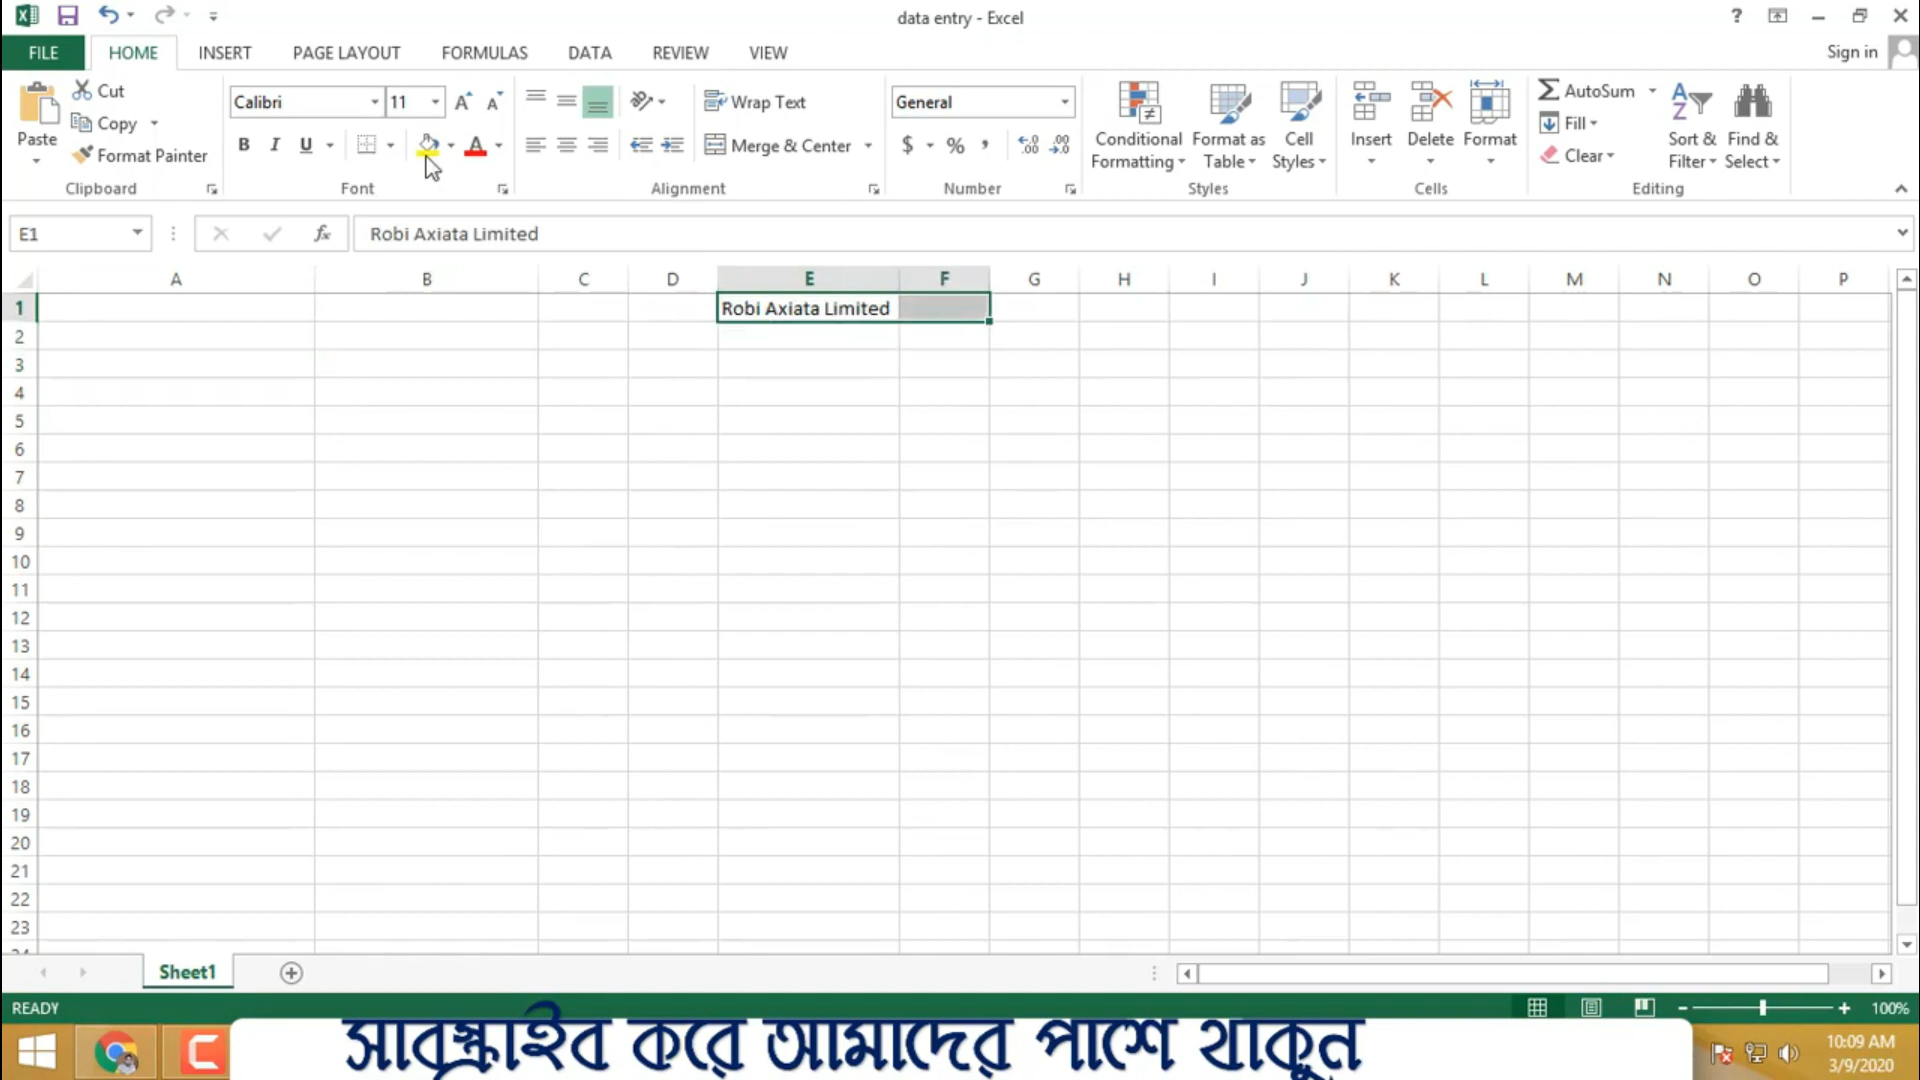 data entry - Excel
FILE HOME INSERT PAGE LAYOUT FORMULAS DATA REVIEW VIEW Sign in
Paste Cut Copy Format Painter Clipboard
Calibri 11 B I U A Font
Wrap Text Merge & Center Alignment
General $ % , Number
Conditional Formatting Format as Table Cell Styles Styles
Insert Delete Format Cells
AutoSum Fill Clear Sort & Filter Find & Select Editing
E1 fx Robi Axiata Limited
A B C D E F G H I J K L M N O P
1 Robi Axiata Limited
2
3
4
5
6
7
8
9
10
11
12
13
14
15
16
17
18
19
20
21
22
23
Sheet1
READY 100%
সাবস্ক্রাইব করে আমাদের পাশে থাকুন
10:09 AM
3/9/2020